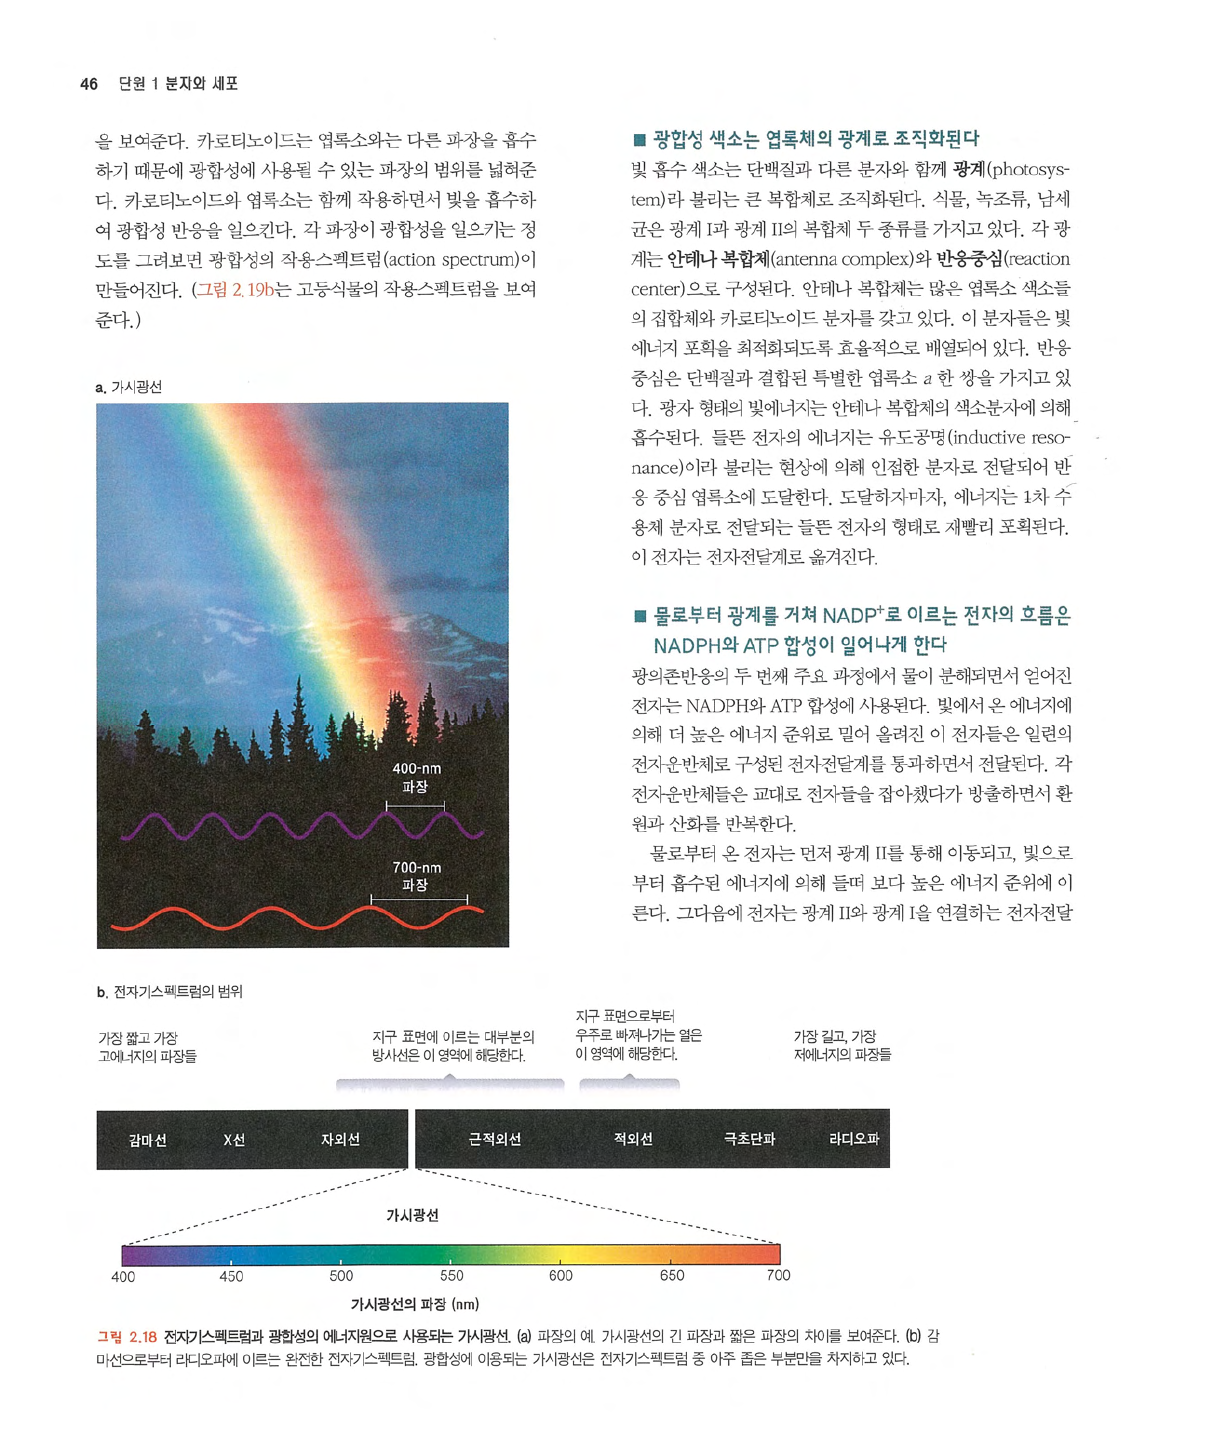 46 단원 1 분자와 세포
을 보여준다. 카로티노이드는 엽록소와는 다른 파장을 흡수
하기 때문에 광합성에 사용될 수 있는 파장의 범위를 넓혀준
다. 카로티노이드와 엽록소는 함께 작용하면서 빛을 흡수하
여 광합성 반응을 일으킨다. 각 파장이 광합성을 일으키는 정
도를 그려보면 광합성의 작용스펙트럼(action spectrum)이
만들어진다. (그림 2.19b는 고등식물의 작용스펙트럼을 보여
준다.)
a. 가시광선
400-nm
파장
700-nm
파장
■ 광합성 색소는 엽록체의 광계로 조직화된다
빛 흡수 색소는 단백질과 다른 분자와 함께 광계(photosys-
tem)라 불리는 큰 복합체로 조직화된다. 식물, 녹조류, 남세
균은 광계 I과 광계 II의 복합체 두 종류를 가지고 있다. 각 광
계는 안테나 복합체(antenna complex)와 반응중심(reaction
center)으로 구성된다. 안테나 복합체는 많은 엽록소 색소들
의 집합체와 카로티노이드 분자를 갖고 있다. 이 분자들은 빛
에너지 포획을 최적화되도록 효율적으로 배열되어 있다. 반응
중심은 단백질과 결합된 특별한 엽록소 a 한 쌍을 가지고 있
다. 광자 형태의 빛에너지는 안테나 복합체의 색소분자에 의해
흡수된다. 들뜬 전자의 에너지는 유도공명(inductive reso-
nance)이라 불리는 현상에 의해 인접한 분자로 전달되어 반
응 중심 엽록소에 도달한다. 도달하자마자, 에너지는 1차 수
용체 분자로 전달되는 들뜬 전자의 형태로 재빨리 포획된다.
이 전자는 전자전달계로 옮겨진다.
■ 물로부터 광계를 거쳐 NADP⁺로 이르는 전자의 흐름은
NADPH와 ATP 합성이 일어나게 한다
광의존반응의 두 번째 주요 과정에서 물이 분해되면서 얻어진
전자는 NADPH와 ATP 합성에 사용된다. 빛에서 온 에너지에
의해 더 높은 에너지 준위로 밀어 올려진 이 전자들은 일련의
전자운반체로 구성된 전자전달계를 통과하면서 전달된다. 각
전자운반체들은 교대로 전자들을 잡아챘다가 방출하면서 환
원과 산화를 반복한다.
물로부터 온 전자는 먼저 광계 II를 통해 이동되고, 빛으로
부터 흡수된 에너지에 의해 들떠 보다 높은 에너지 준위에 이
른다. 그다음에 전자는 광계 II와 광계 I을 연결하는 전자전달
b. 전자기스펙트럼의 범위
가장 짧고 가장
고에너지의 파장들
지구 표면에 이르는 대부분의
방사선은 이 영역에 해당한다.
지구 표면으로부터
우주로 빠져나가는 열은
이 영역에 해당한다.
가장 길고, 가장
저에너지의 파장들
감마선 X선 자외선 근적외선 적외선 극초단파 라디오파
가시광선
400 450 500 550 600 650 700
가시광선의 파장 (nm)
그림 2.18 전자기스펙트럼과 광합성의 에너지원으로 사용되는 가시광선. (a) 파장의 예. 가시광선의 긴 파장과 짧은 파장의 차이를 보여준다. (b) 감
마선으로부터 라디오파에 이르는 완전한 전자기스펙트럼. 광합성에 이용되는 가시광선은 전자기스펙트럼 중 아주 좁은 부분만을 차지하고 있다.